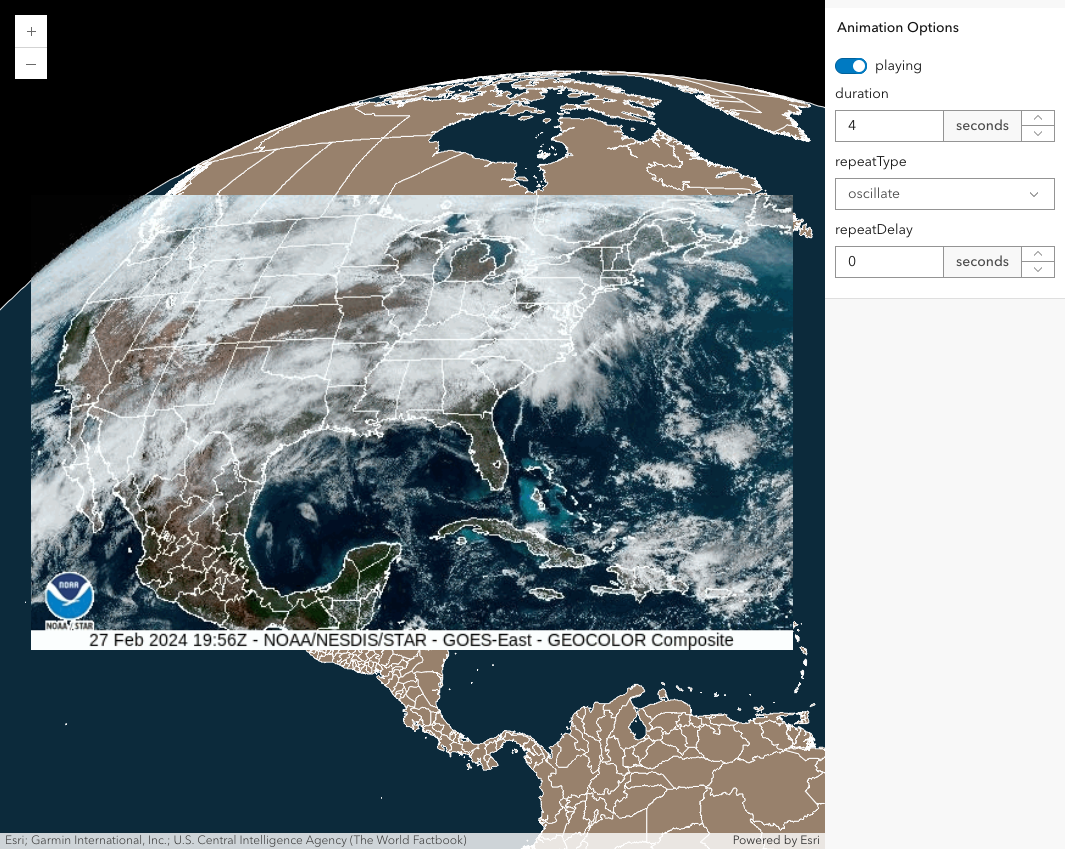 +
−
Animation Options
playing
duration
4 seconds
repeatType
oscillate
repeatDelay
0 seconds
NOAA
NOAA/STAR
27 Feb 2024 19:56Z - NOAA/NESDIS/STAR - GOES-East - GEOCOLOR Composite
Esri; Garmin International, Inc.; U.S. Central Intelligence Agency (The World Factbook)
Powered by Esri